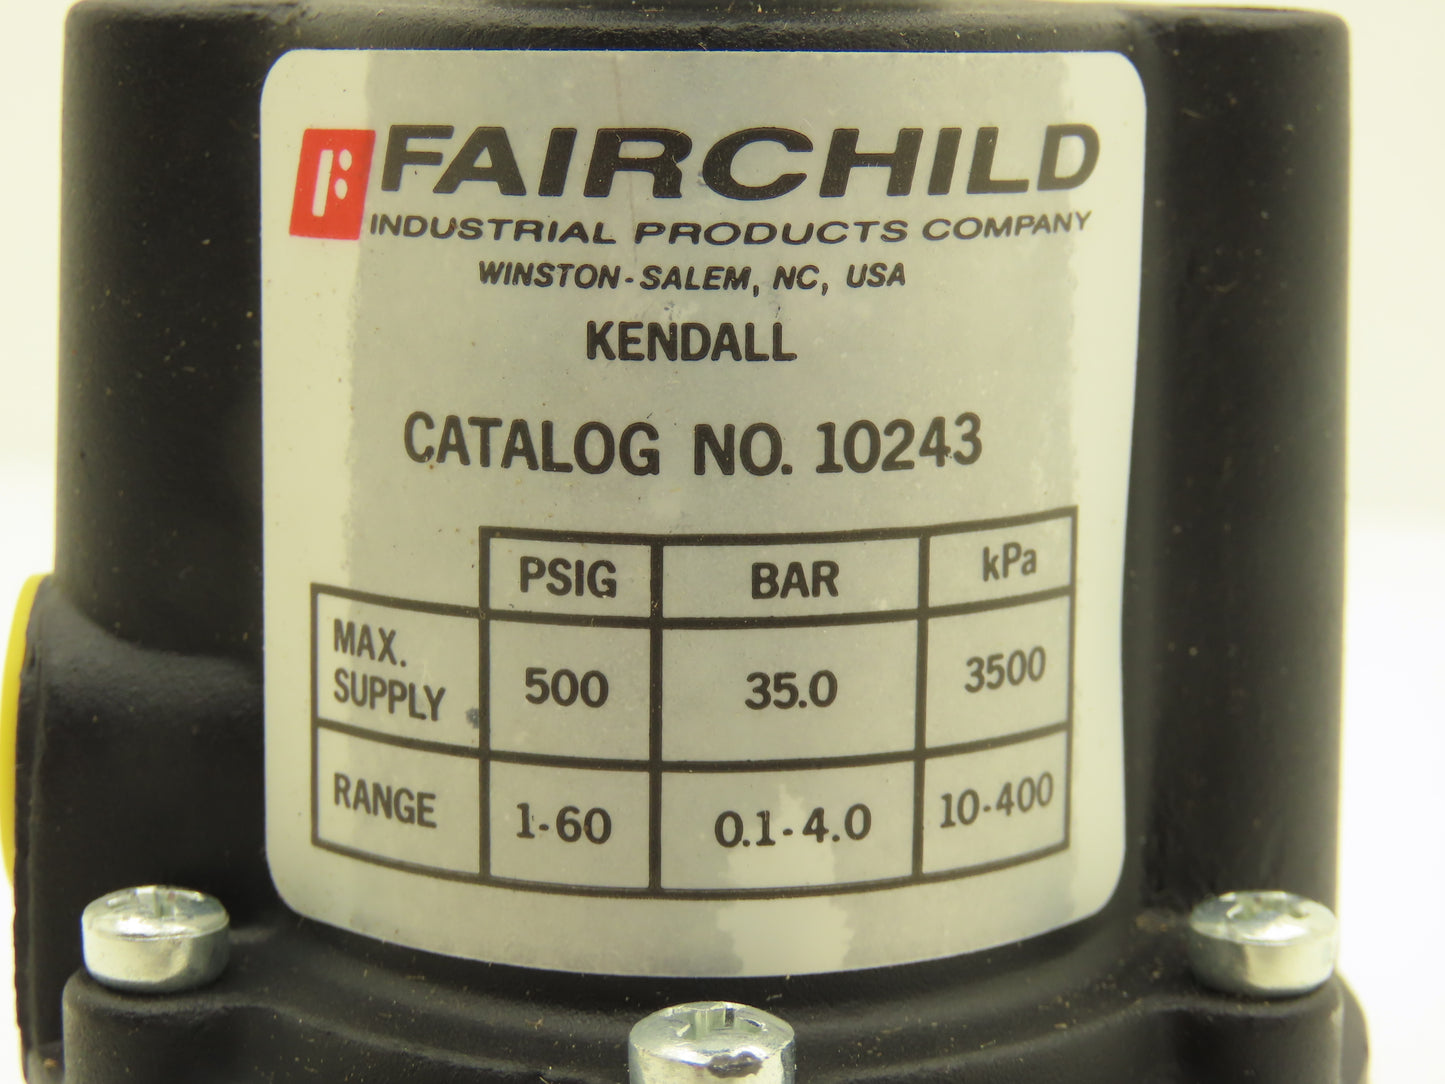 FAIRCHILD
INDUSTRIAL PRODUCTS COMPANY
WINSTON-SALEM, NC, USA
KENDALL
CATALOG NO. 10243
PSIG BAR kPa
MAX. SUPPLY 500 35.0 3500
RANGE 1-60 0.1-4.0 10-400